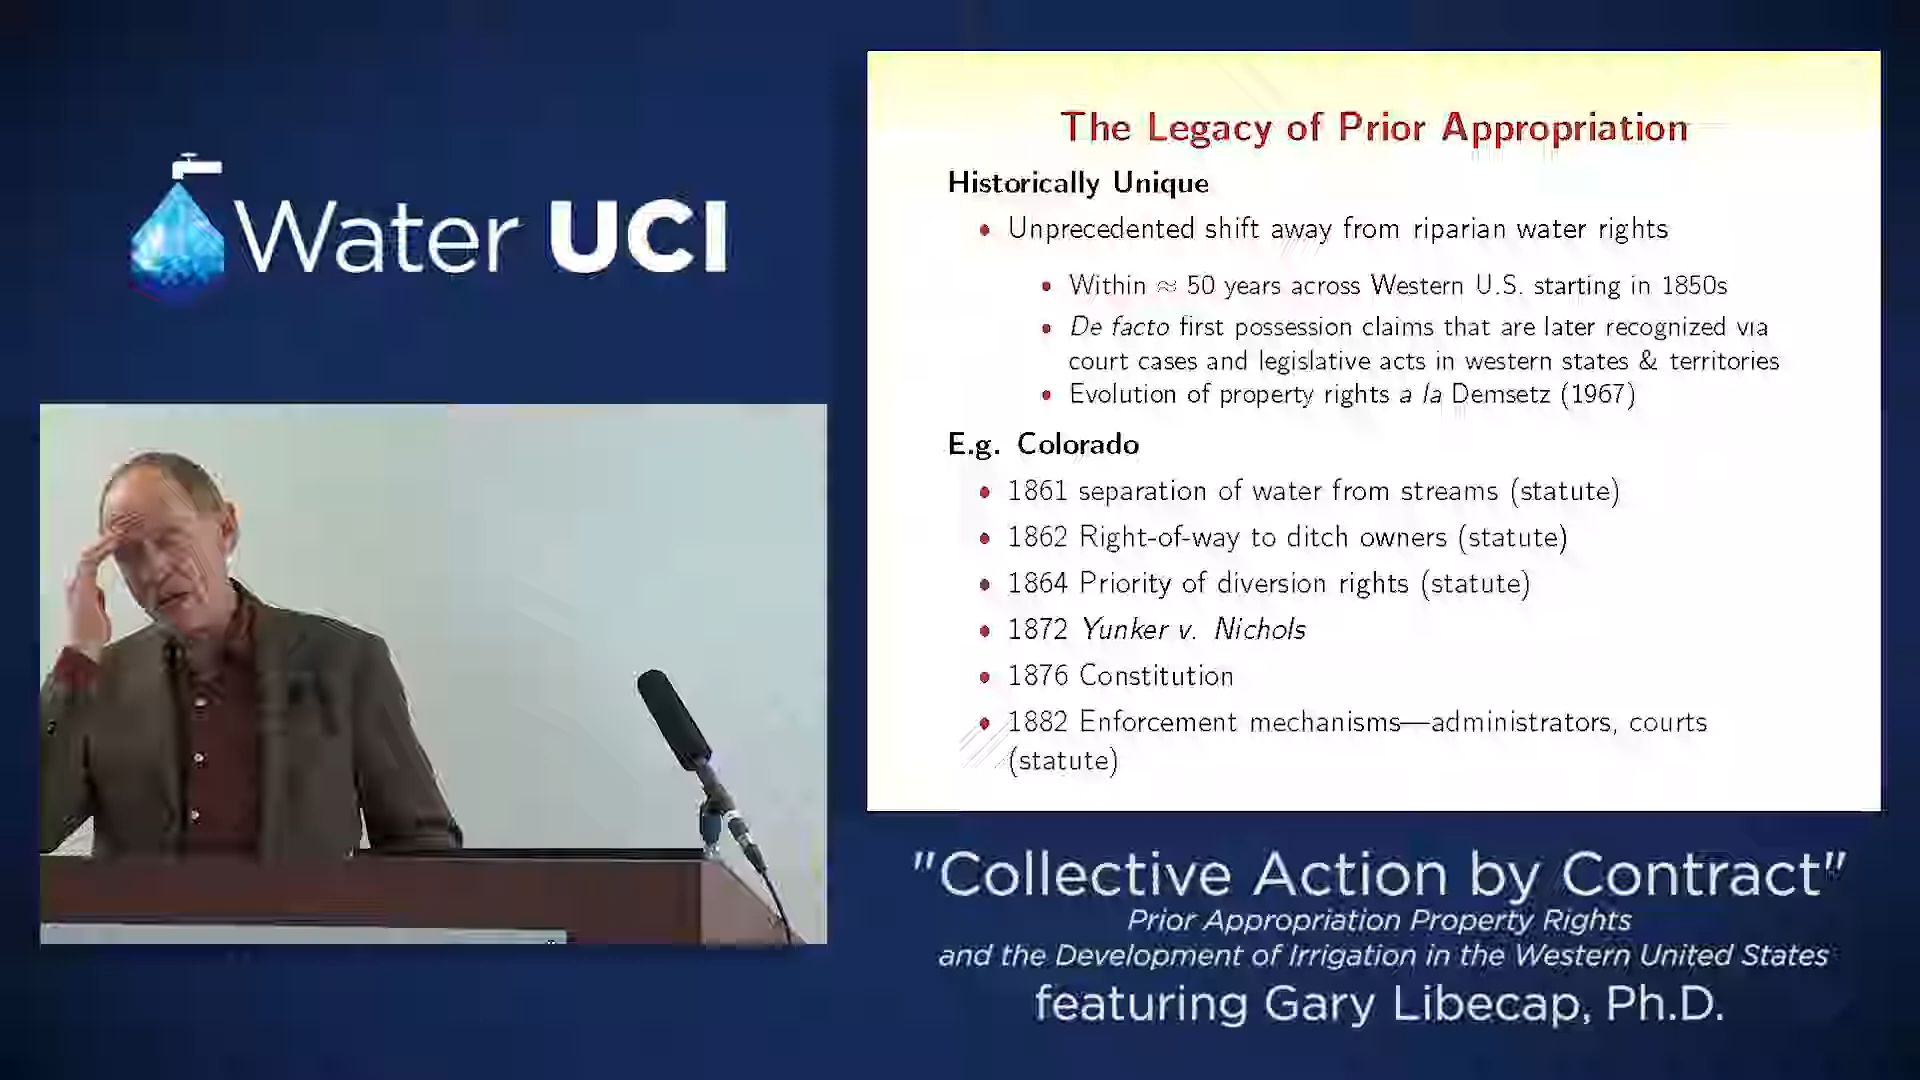 Water UCI
The Legacy of Prior Appropriation
Historically Unique
• Unprecedented shift away from riparian water rights
• Within ≈ 50 years across Western U.S. starting in 1850s
• De facto first possession claims that are later recognized via
court cases and legislative acts in western states & territories
• Evolution of property rights a la Demsetz (1967)
E.g. Colorado
• 1861 separation of water from streams (statute)
• 1862 Right-of-way to ditch owners (statute)
• 1864 Priority of diversion rights (statute)
• 1872 Yunker v. Nichols
• 1876 Constitution
• 1882 Enforcement mechanisms—administrators, courts
(statute)
"Collective Action by Contract"
Prior Appropriation Property Rights
and the Development of Irrigation in the Western United States
featuring Gary Libecap, Ph.D.